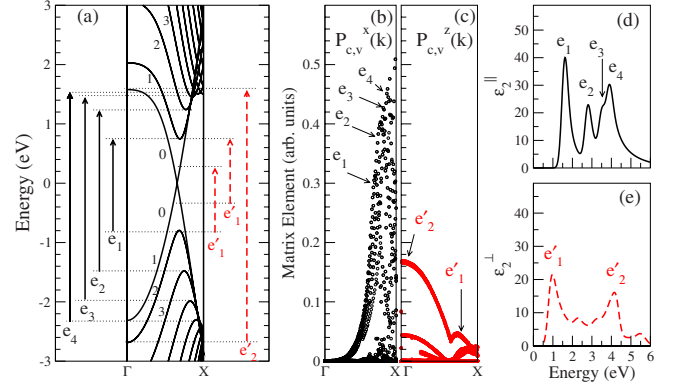 (a)
3
2
1
0
0
1
2
3
e₁
e₂
e₃
e₄
e′₁
e′₁
e′₂
3
2
1
0
-1
-2
-3
Energy (eV)
Γ
X
(b)
P_c,v^x(k)
e₄
e₃
e₂
e₁
0.5
0.4
0.3
0.2
0.1
0
Matrix Element (arb. units)
Γ
X
(c)
P_c,v^z(k)
e′₂
e′₁
Γ
X
(d)
e₁
e₂
e₃
e₄
50
40
30
20
10
0
ε₂^||
(e)
e′₁
e′₂
40
30
20
10
0
ε₂^⊥
0 1 2 3 4 5 6
Energy (eV)